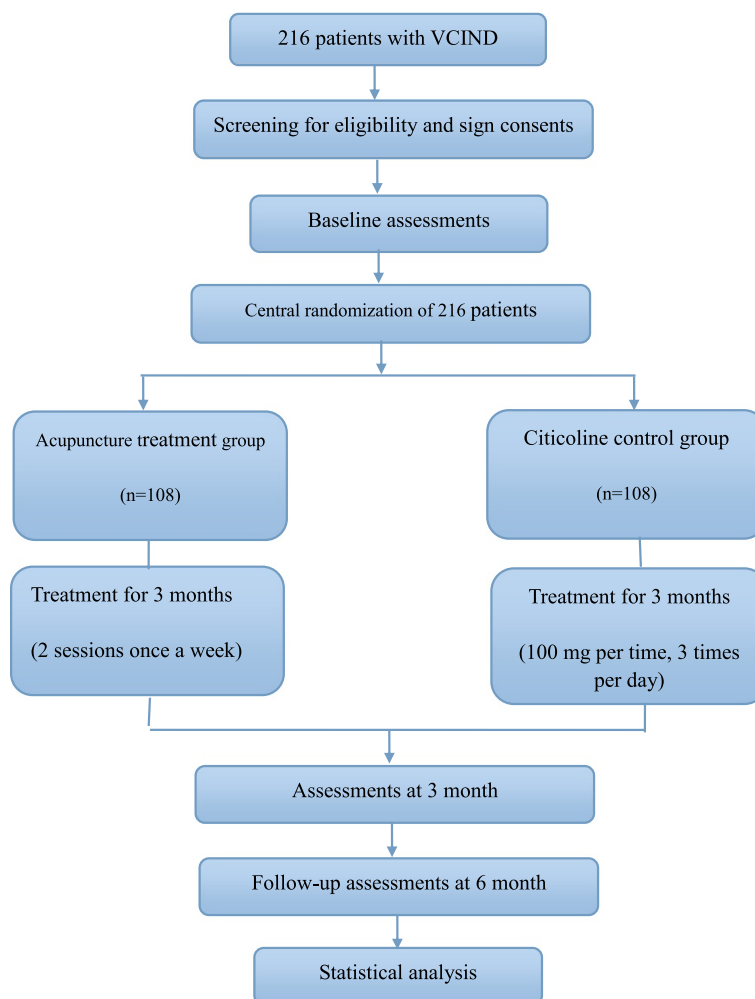 216 patients with VCIND
Screening for eligibility and sign consents
Baseline assessments
Central randomization of 216 patients
Acupuncture treatment group
(n=108)
Citicoline control group
(n=108)
Treatment for 3 months
(2 sessions once a week)
Treatment for 3 months
(100 mg per time, 3 times
per day)
Assessments at 3 month
Follow-up assessments at 6 month
Statistical analysis